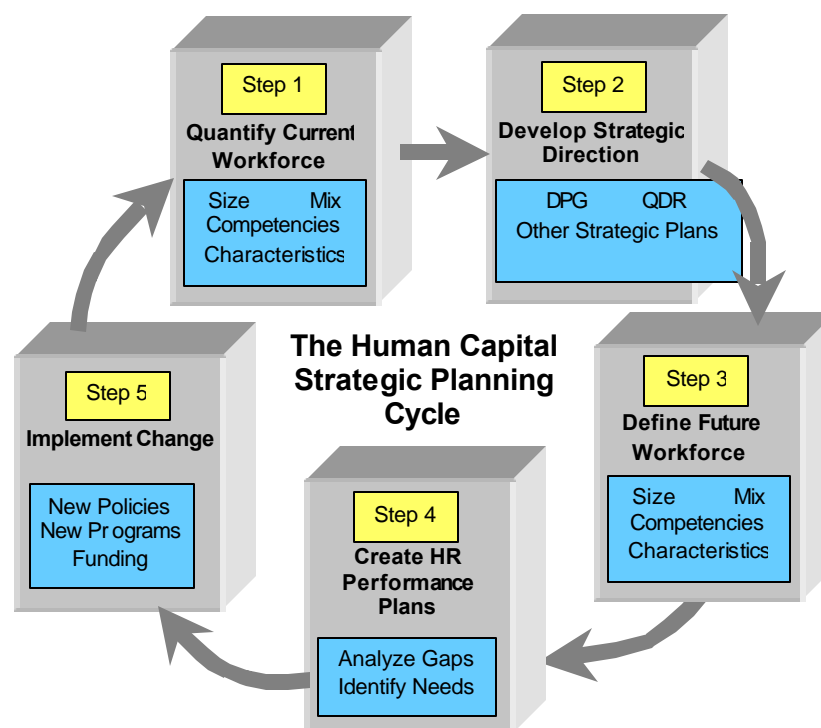 Step 1
Quantify Current
Workforce
Size Mix
Competencies
Characteristics
Step 2
Develop Strategic
Direction
DPG QDR
Other Strategic Plans
The Human Capital
Strategic Planning
Cycle
Step 3
Define Future
Workforce
Size Mix
Competencies
Characteristics
Step 4
Create HR
Performance
Plans
Analyze Gaps
Identify Needs
Step 5
Implement Change
New Policies
New Programs
Funding